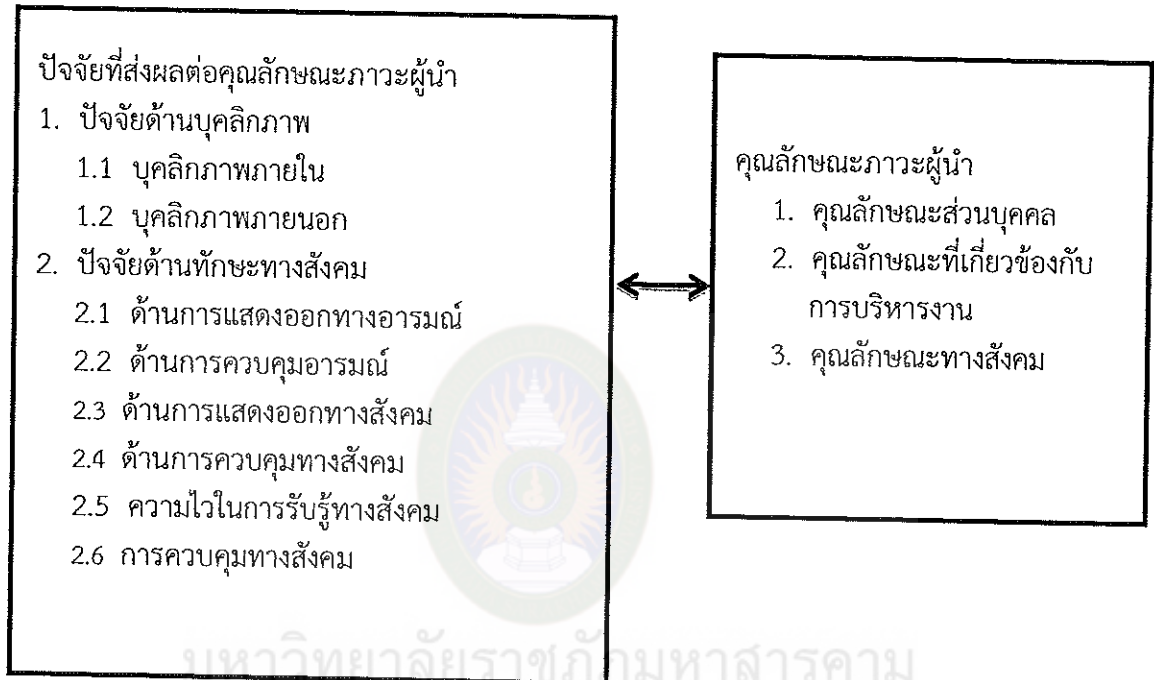 ปัจจัยที่ส่งผลต่อคุณลักษณะภาวะผู้นำ
1. ปัจจัยด้านบุคลิกภาพ
1.1 บุคลิกภาพภายใน
1.2 บุคลิกภาพภายนอก
2. ปัจจัยด้านทักษะทางสังคม
2.1 ด้านการแสดงออกทางอารมณ์
2.2 ด้านการควบคุมอารมณ์
2.3 ด้านการแสดงออกทางสังคม
2.4 ด้านการควบคุมทางสังคม
2.5 ความไวในการรับรู้ทางสังคม
2.6 การควบคุมทางสังคม
คุณลักษณะภาวะผู้นำ
1. คุณลักษณะส่วนบุคคล
2. คุณลักษณะที่เกี่ยวข้องกับ
การบริหารงาน
3. คุณลักษณะทางสังคม
มหาวิทยาลัยราชภัฏมหาสารคาม